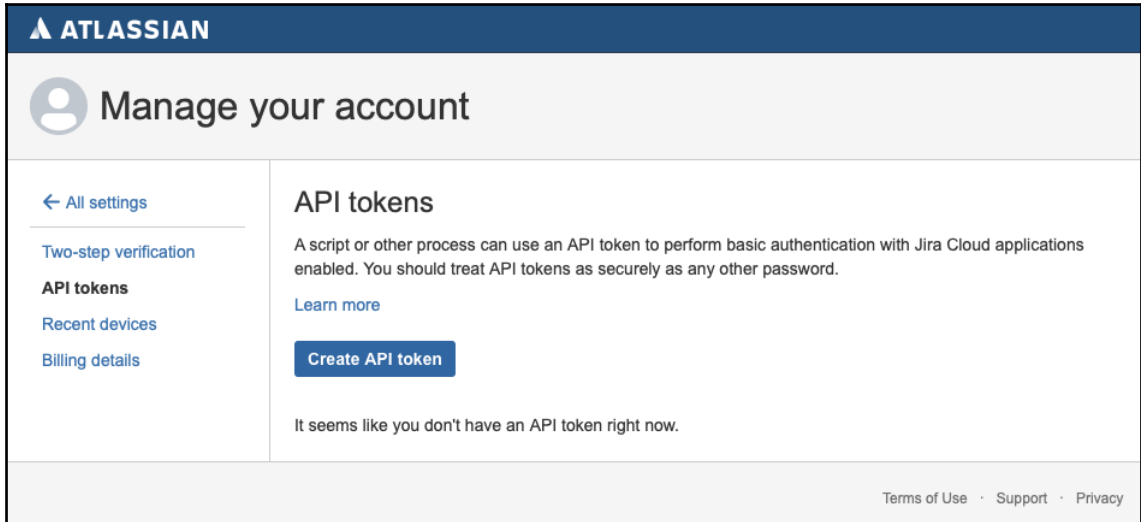 ATLASSIAN
Manage your account
← All settings
Two-step verification
API tokens
Recent devices
Billing details
API tokens
A script or other process can use an API token to perform basic authentication with Jira Cloud applications
enabled. You should treat API tokens as securely as any other password.
Learn more
Create API token
It seems like you don't have an API token right now.
Terms of Use · Support · Privacy